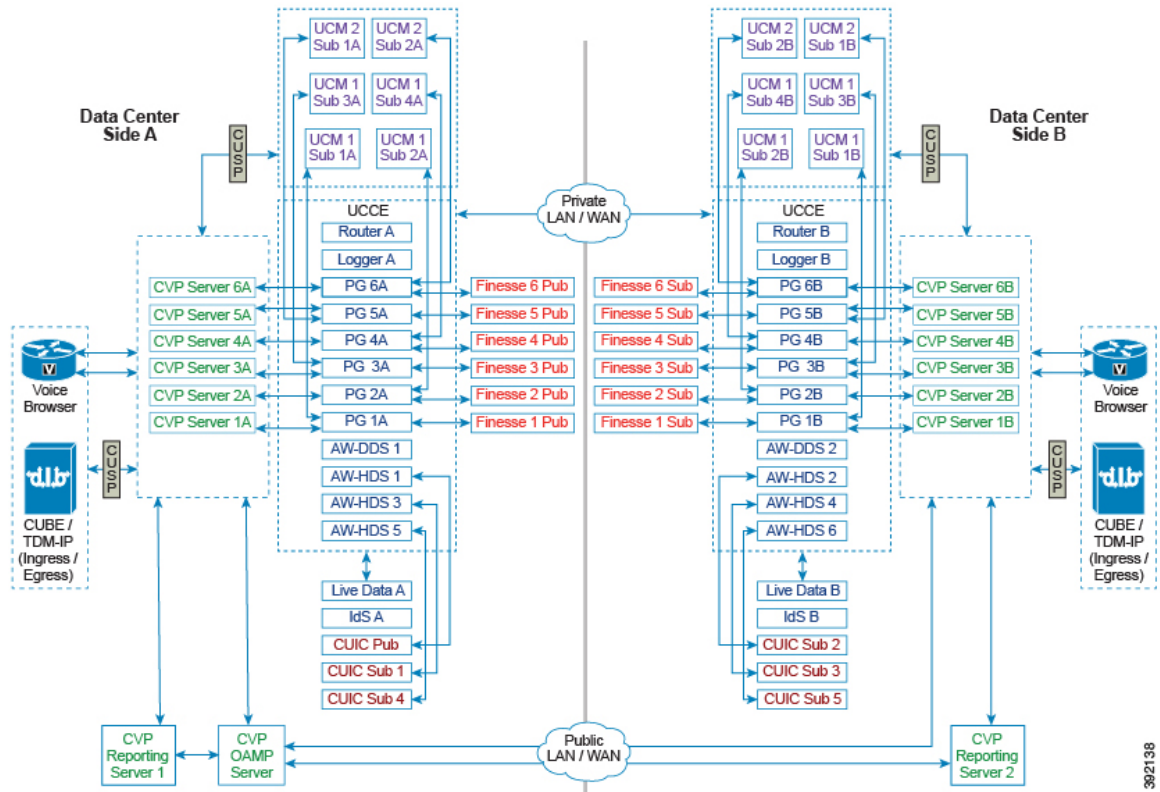 UCM 2
Sub 1A
UCM 2
Sub 2A
UCM 2
Sub 2B
UCM 2
Sub 1B
UCM 1
Sub 3A
UCM 1
Sub 4A
UCM 1
Sub 4B
UCM 1
Sub 3B
Data Center
Side A
Data Center
Side B
CUSP
CUSP
UCM 1
Sub 1A
UCM 1
Sub 2A
UCM 1
Sub 2B
UCM 1
Sub 1B
Private
LAN / WAN
UCCE
Router A
Logger A
UCCE
Router B
Logger B
CVP Server 6A
PG 6A
Finesse 6 Pub
Finesse 6 Sub
PG 6B
CVP Server 6B
CVP Server 5A
PG 5A
Finesse 5 Pub
Finesse 5 Sub
PG 5B
CVP Server 5B
CVP Server 4A
PG 4A
Finesse 4 Pub
Finesse 4 Sub
PG 4B
CVP Server 4B
CVP Server 3A
PG 3A
Finesse 3 Pub
Finesse 3 Sub
PG 3B
CVP Server 3B
CVP Server 2A
PG 2A
Finesse 2 Pub
Finesse 2 Sub
PG 2B
CVP Server 2B
CVP Server 1A
PG 1A
Finesse 1 Pub
Finesse 1 Sub
PG 1B
CVP Server 1B
V
Voice
Browser
V
Voice
Browser
AW-DDS 1
AW-HDS 1
AW-HDS 3
AW-HDS 5
AW-DDS 2
AW-HDS 2
AW-HDS 4
AW-HDS 6
CUSP
CUSP
d.l.b
CUBE /
TDM-IP
(Ingress /
Egress)
d.l.b
CUBE /
TDM-IP
(Ingress /
Egress)
Live Data A
IdS A
CUIC Pub
CUIC Sub 1
CUIC Sub 4
Live Data B
IdS B
CUIC Sub 2
CUIC Sub 3
CUIC Sub 5
CVP
Reporting
Server 1
CVP
OAMP
Server
Public
LAN / WAN
CVP
Reporting
Server 2
392138